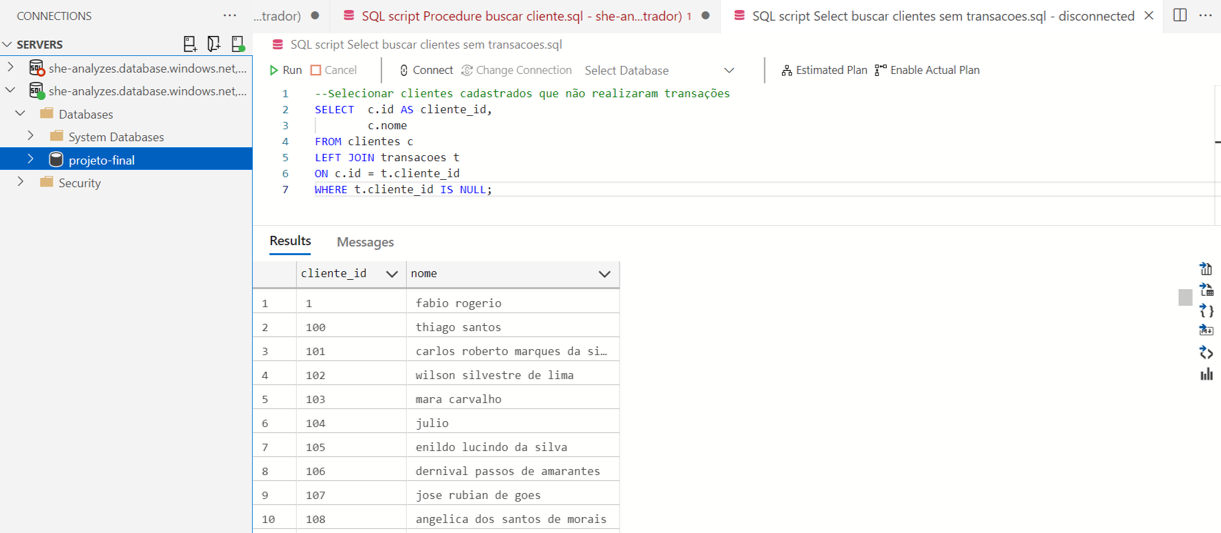 CONNECTIONS
SERVERS
she-analyzes.database.windows.net,...
she-analyzes.database.windows.net,...
Databases
System Databases
projeto-final
Security
...trador)
SQL script Procedure buscar cliente.sql - she-an...trador) 1
SQL script Select buscar clientes sem transacoes.sql - disconnected
SQL script Select buscar clientes sem transacoes.sql
Run Cancel Connect Change Connection Select Database Estimated Plan Enable Actual Plan
1 --Selecionar clientes cadastrados que não realizaram transações
2 SELECT c.id AS cliente_id,
3 c.nome
4 FROM clientes c
5 LEFT JOIN transacoes t
6 ON c.id = t.cliente_id
7 WHERE t.cliente_id IS NULL;
Results Messages
cliente_id nome
1 1 fabio rogerio
2 100 thiago santos
3 101 carlos roberto marques da si...
4 102 wilson silvestre de lima
5 103 mara carvalho
6 104 julio
7 105 enildo lucindo da silva
8 106 dernival passos de amarantes
9 107 jose rubian de goes
10 108 angelica dos santos de morais